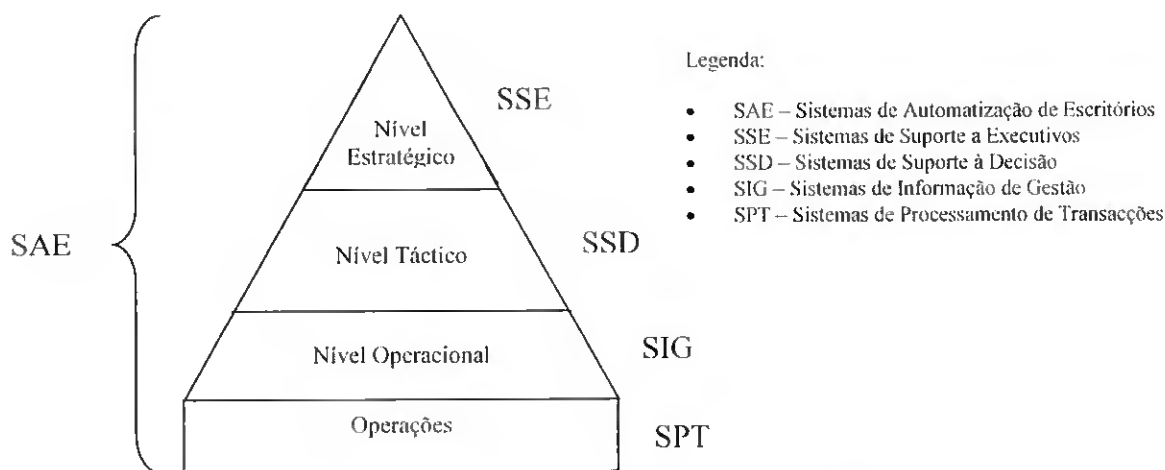 SAE
SSE
Nível
Estratégico
SSD
Nível Táctico
SIG
Nível Operacional
SPT
Operações
Legenda:
• SAE – Sistemas de Automatização de Escritórios
• SSE – Sistemas de Suporte a Executivos
• SSD – Sistemas de Suporte à Decisão
• SIG – Sistemas de Informação de Gestão
• SPT – Sistemas de Processamento de Transacções